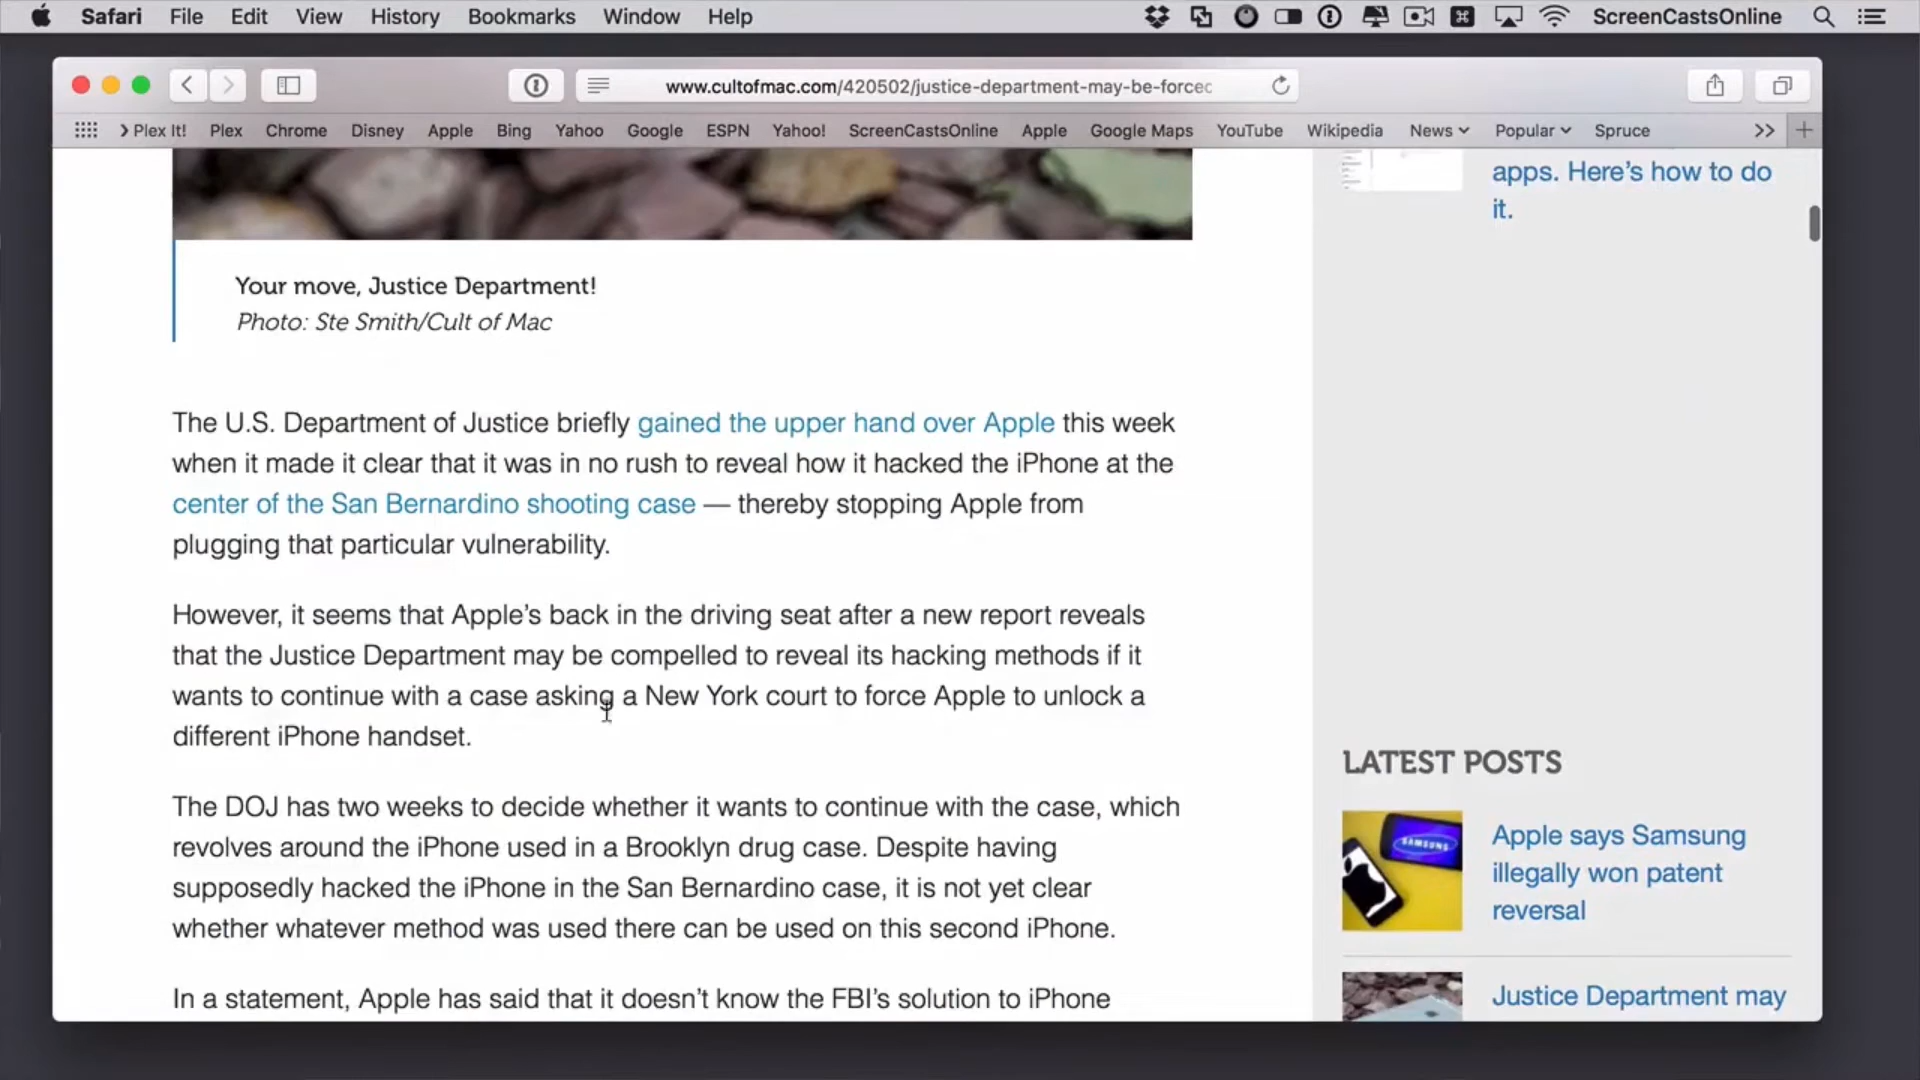 Safari File Edit View History Bookmarks Window Help ScreenCastsOnline
www.cultofmac.com/420502/justice-department-may-be-forced
Plex It! Plex Chrome Disney Apple Bing Yahoo Google ESPN Yahoo! ScreenCastsOnline Apple Google Maps YouTube Wikipedia News Popular Spruce
apps. Here’s how to do
it.
Your move, Justice Department!
Photo: Ste Smith/Cult of Mac
The U.S. Department of Justice briefly gained the upper hand over Apple this week
when it made it clear that it was in no rush to reveal how it hacked the iPhone at the
center of the San Bernardino shooting case — thereby stopping Apple from
plugging that particular vulnerability.
However, it seems that Apple’s back in the driving seat after a new report reveals
that the Justice Department may be compelled to reveal its hacking methods if it
wants to continue with a case asking a New York court to force Apple to unlock a
different iPhone handset.
The DOJ has two weeks to decide whether it wants to continue with the case, which
revolves around the iPhone used in a Brooklyn drug case. Despite having
supposedly hacked the iPhone in the San Bernardino case, it is not yet clear
whether whatever method was used there can be used on this second iPhone.
In a statement, Apple has said that it doesn’t know the FBI’s solution to iPhone
LATEST POSTS
SAMSUNG
Apple says Samsung
illegally won patent
reversal
Justice Department may